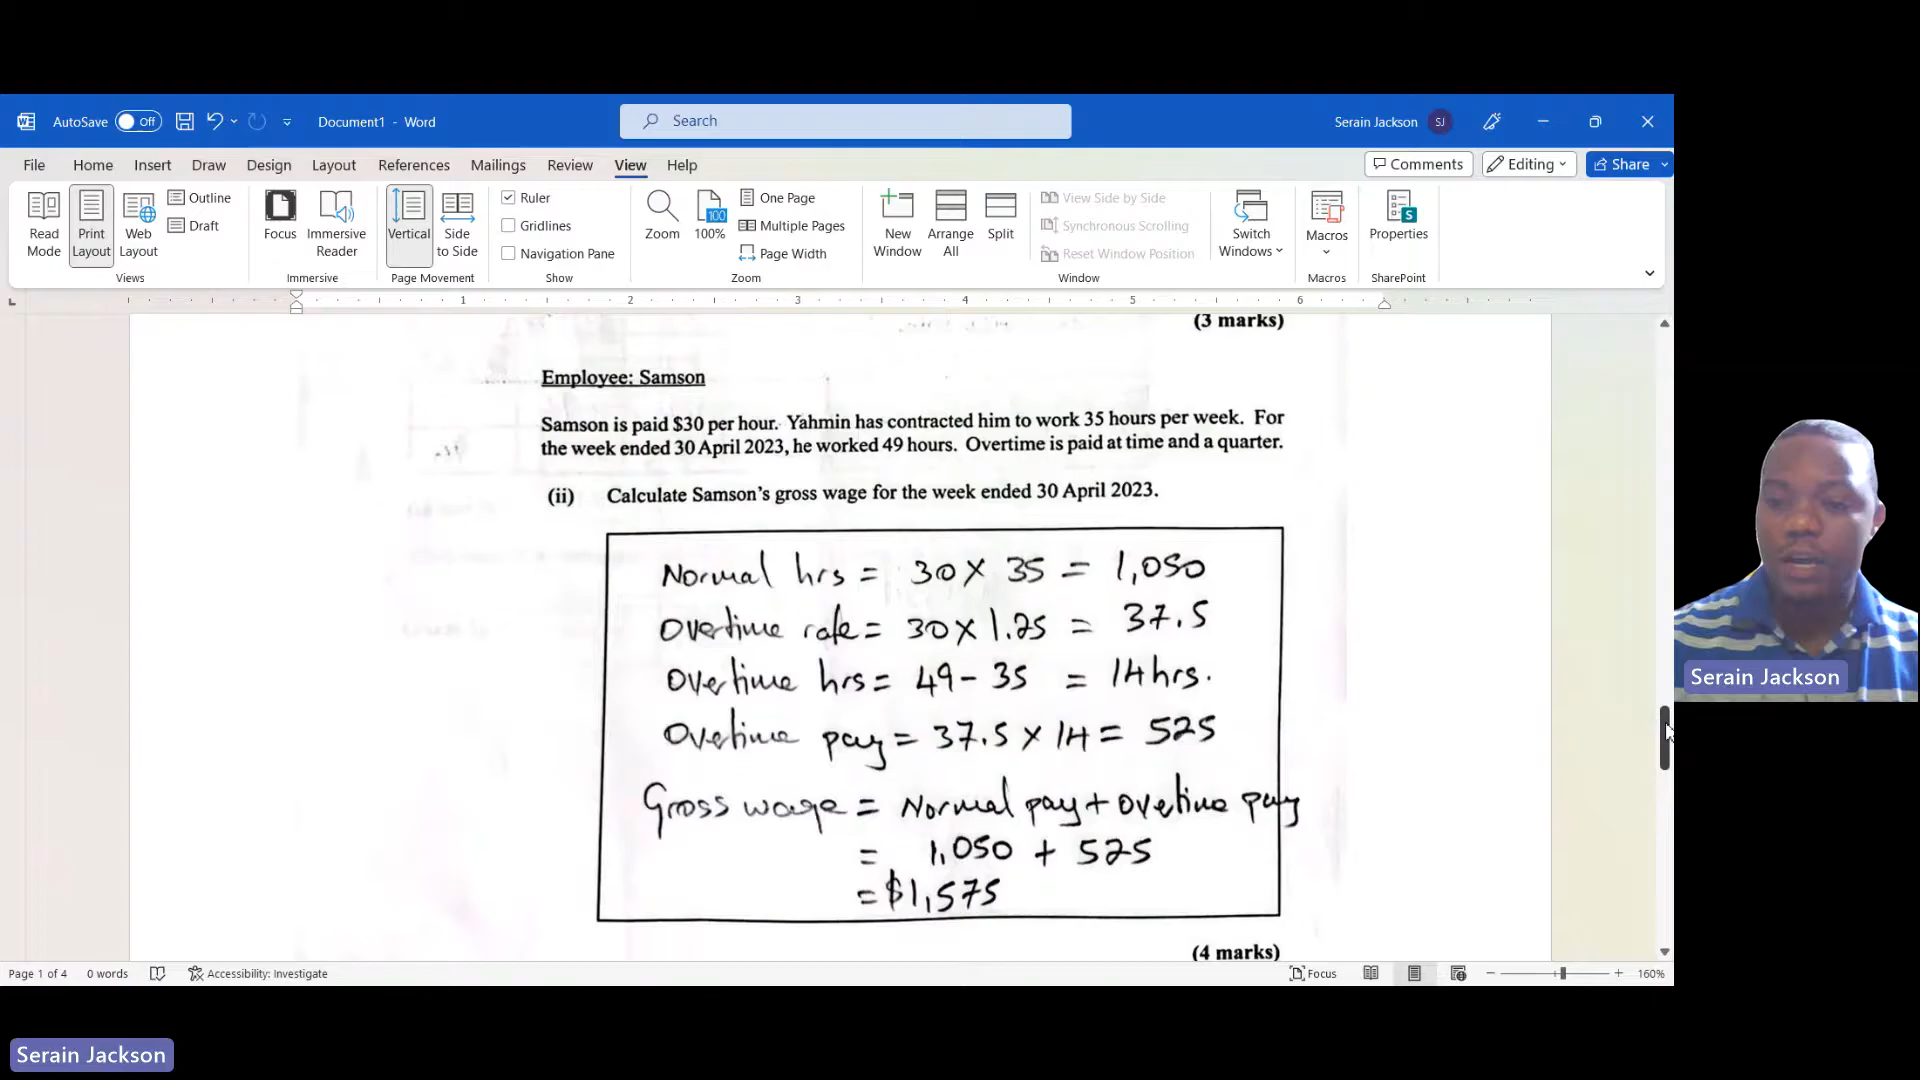 AutoSave Off Document1 - Word Search Serain Jackson SJ
File Home Insert Draw Design Layout References Mailings Review View Help Comments Editing Share
Read Mode
Print Layout
Web Layout
Outline
Draft
Views
Focus
Immersive Reader
Immersive
Vertical
Side to Side
Page Movement
Ruler
Gridlines
Navigation Pane
Show
Zoom
100
100%
One Page
Multiple Pages
Page Width
Zoom
New Window
Arrange All
Split
View Side by Side
Synchronous Scrolling
Reset Window Position
Window
Switch Windows
Macros
Macros
Properties
SharePoint
1 2 3 4 5 6
(3 marks)
Employee: Samson
Samson is paid $30 per hour. Yahmin has contracted him to work 35 hours per week. For
the week ended 30 April 2023, he worked 49 hours. Overtime is paid at time and a quarter.
(ii) Calculate Samson's gross wage for the week ended 30 April 2023.
Normal hrs = 30 × 35 = 1,050
Overtime rate = 30 × 1.25 = 37.5
Overtime hrs = 49 - 35 = 14 hrs.
Overtime pay = 37.5 × 14 = 525
Gross wage = Normal pay + Overtime pay
= 1,050 + 525
= $1,575
(4 marks)
Page 1 of 4 0 words Accessibility: Investigate Focus 160%
Serain Jackson
Serain Jackson